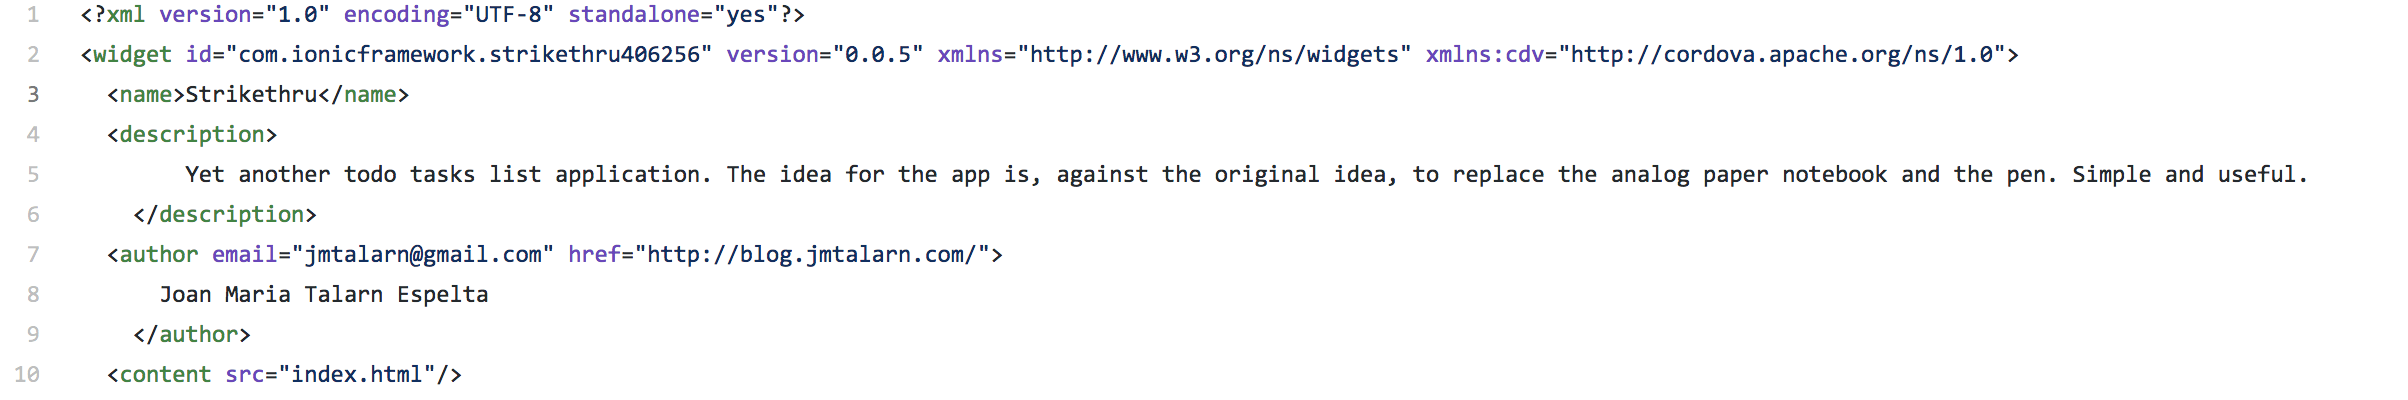 1 <?xml version="1.0" encoding="UTF-8" standalone="yes"?>
2 <widget id="com.ionicframework.strikethru406256" version="0.0.5" xmlns="http://www.w3.org/ns/widgets" xmlns:cdv="http://cordova.apache.org/ns/1.0">
3 <name>Strikethru</name>
4 <description>
5 Yet another todo tasks list application. The idea for the app is, against the original idea, to replace the analog paper notebook and the pen. Simple and useful.
6 </description>
7 <author email="jmtalarn@gmail.com" href="http://blog.jmtalarn.com/">
8 Joan Maria Talarn Espelta
9 </author>
10 <content src="index.html"/>